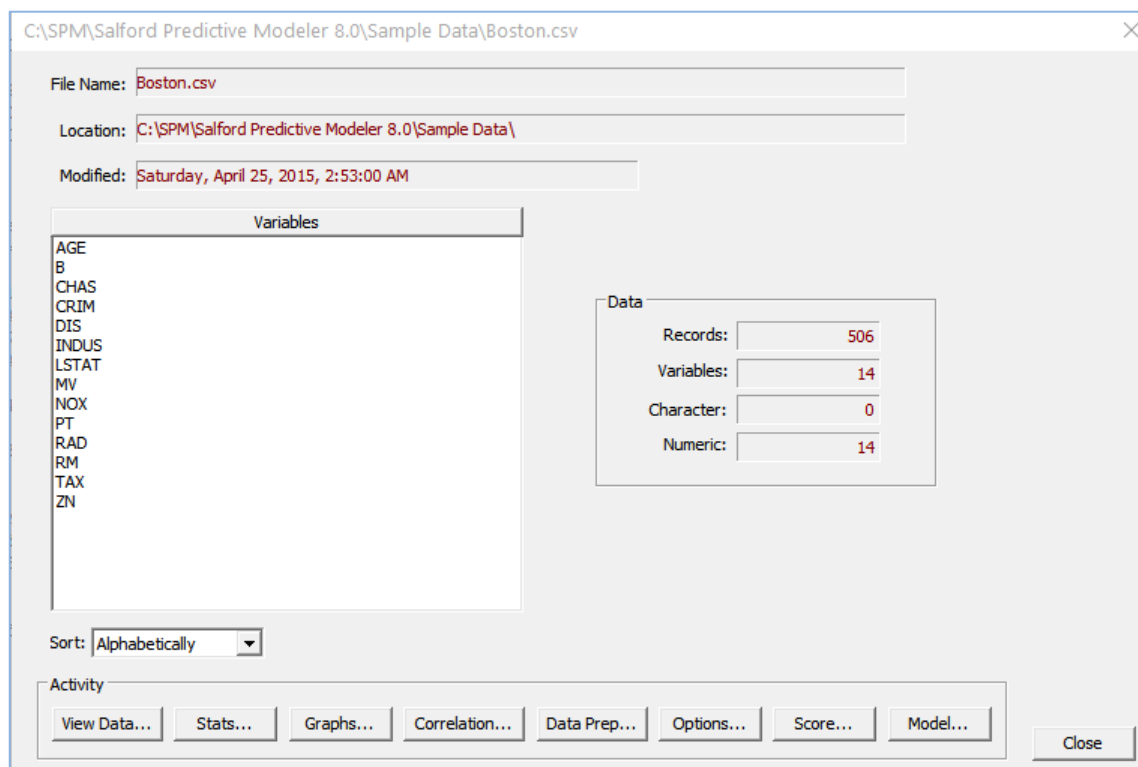 C:\SPM\Salford Predictive Modeler 8.0\Sample Data\Boston.csv
File Name: Boston.csv
Location: C:\SPM\Salford Predictive Modeler 8.0\Sample Data\
Modified: Saturday, April 25, 2015, 2:53:00 AM
Variables
AGE
B
CHAS
CRIM
DIS
INDUS
LSTAT
MV
NOX
PT
RAD
RM
TAX
ZN
Data
Records: 506
Variables: 14
Character: 0
Numeric: 14
Sort: Alphabetically
Activity
View Data... Stats... Graphs... Correlation... Data Prep... Options... Score... Model...
Close